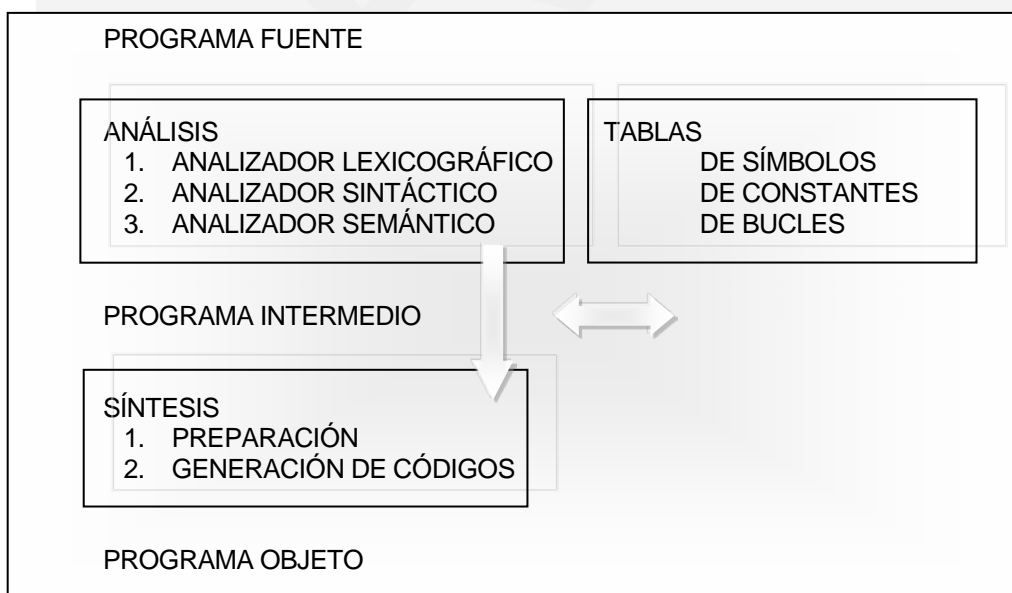 PROGRAMA FUENTE
ANÁLISIS
1. ANALIZADOR LEXICOGRÁFICO
2. ANALIZADOR SINTÁCTICO
3. ANALIZADOR SEMÁNTICO
TABLAS
DE SÍMBOLOS
DE CONSTANTES
DE BUCLES
PROGRAMA INTERMEDIO
SÍNTESIS
1. PREPARACIÓN
2. GENERACIÓN DE CÓDIGOS
PROGRAMA OBJETO